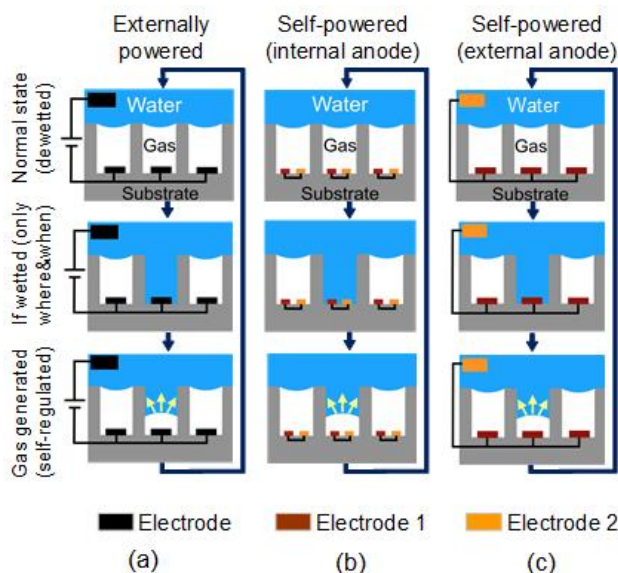 Externally
powered
Self-powered
(internal anode)
Self-powered
(external anode)
Normal state
(dewetted)
Water
Gas
Substrate
Water
Gas
Substrate
Water
Gas
Substrate
If wetted (only
where&when)
Gas generated
(self-regulated)
Electrode
Electrode 1
Electrode 2
(a)
(b)
(c)